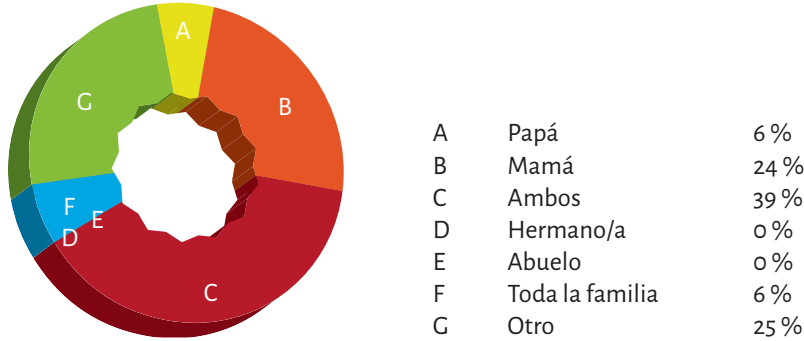 A
B
G
F
E
D
C
A Papá 6 %
B Mamá 24 %
C Ambos 39 %
D Hermano/a 0 %
E Abuelo 0 %
F Toda la familia 6 %
G Otro 25 %